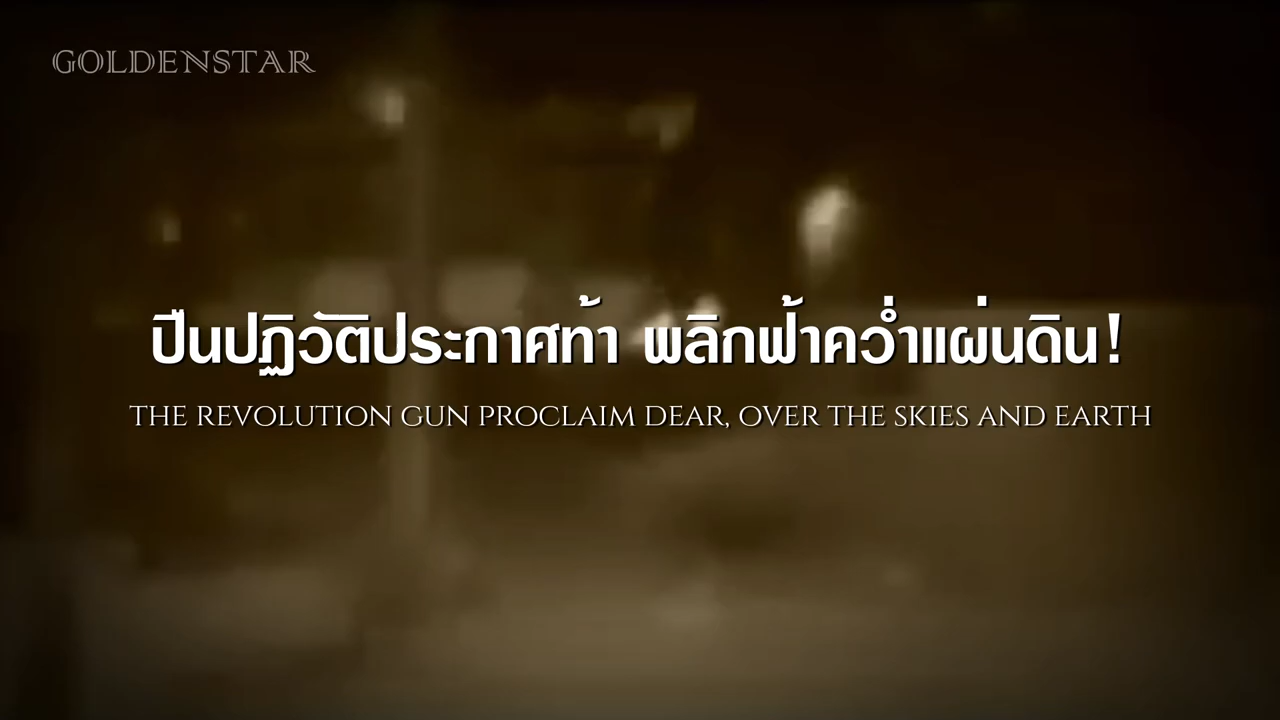 GOLDENSTAR
ปืนปฏิวัติประกาศท้า พลิกฟ้าคว่ำแผ่นดิน!
THE REVOLUTION GUN PROCLAIM DEAR, OVER THE SKIES AND EARTH